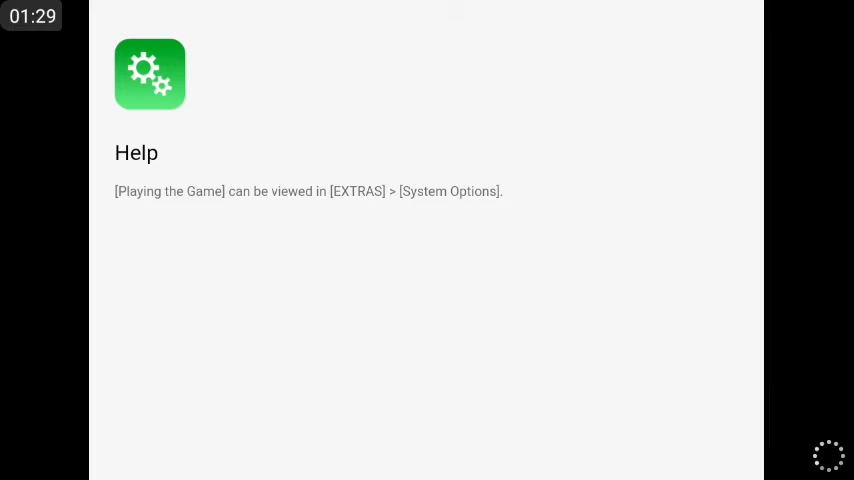 01:29
Help
[Playing the Game] can be viewed in [EXTRAS] > [System Options].